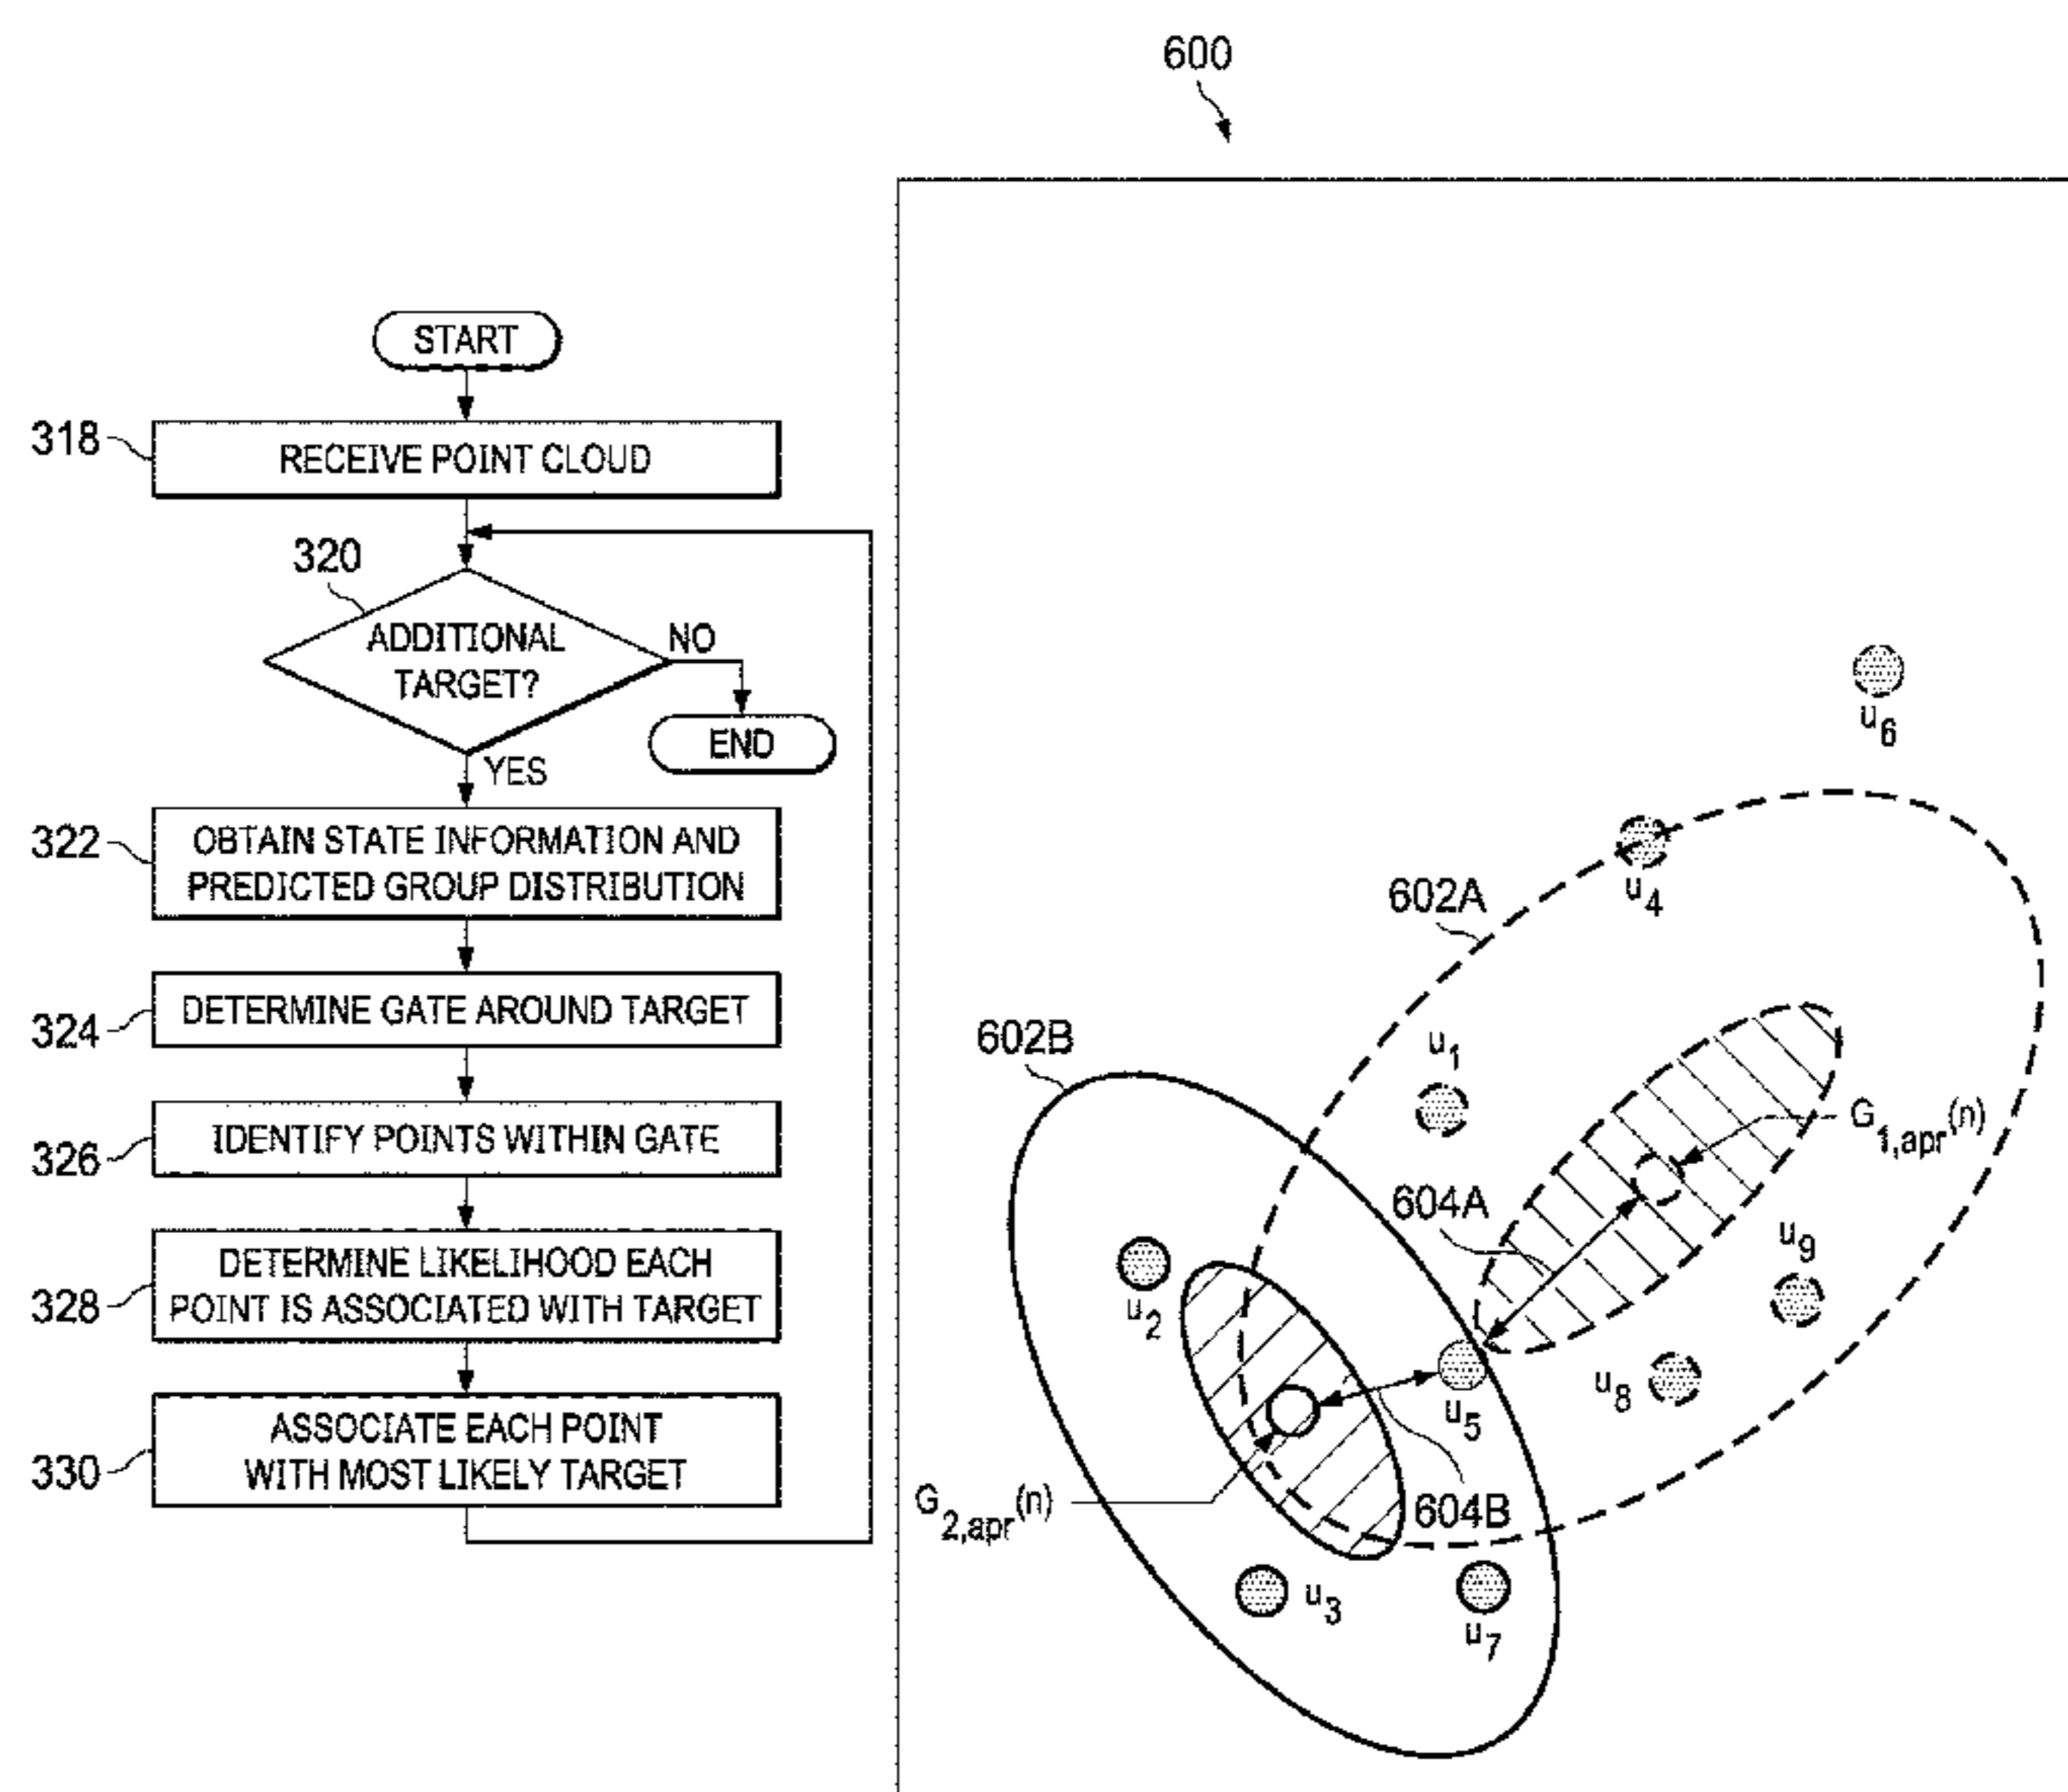 600
START
318
RECEIVE POINT CLOUD
320
ADDITIONAL
TARGET?
NO
END
YES
322
OBTAIN STATE INFORMATION AND
PREDICTED GROUP DISTRIBUTION
324
DETERMINE GATE AROUND TARGET
326
IDENTIFY POINTS WITHIN GATE
328
DETERMINE LIKELIHOOD EACH
POINT IS ASSOCIATED WITH TARGET
330
ASSOCIATE EACH POINT
WITH MOST LIKELY TARGET
u6
u4
602A
602B
u1
G1,apr(n)
604A
u9
u2
u8
u5
G2,apr(n)
604B
u3
u7